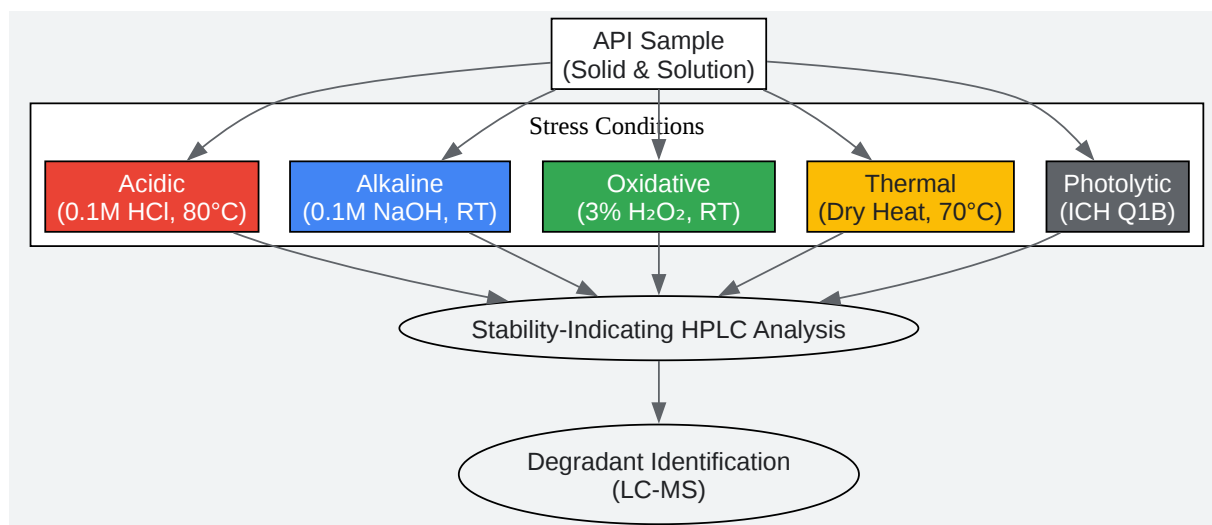 API Sample
(Solid & Solution)
Stress Conditions
Acidic
(0.1M HCl, 80°C)
Alkaline
(0.1M NaOH, RT)
Oxidative
(3% H₂O₂, RT)
Thermal
(Dry Heat, 70°C)
Photolytic
(ICH Q1B)
Stability-Indicating HPLC Analysis
Degradant Identification
(LC-MS)